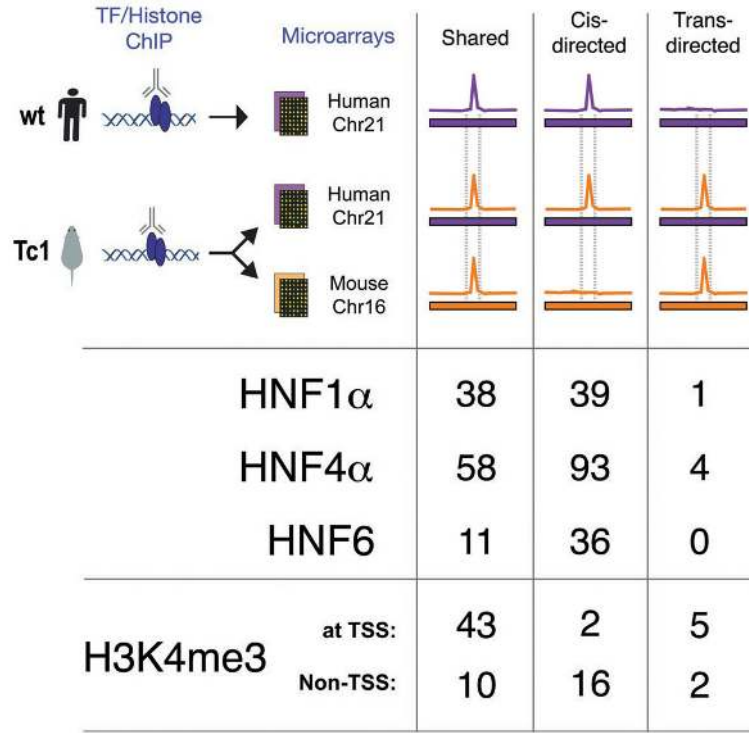 TF/Histone
ChIP
Microarrays
Shared
Cis-
directed
Trans-
directed
wt
Human
Chr21
Tc1
Human
Chr21
Mouse
Chr16
HNF1α 38 39 1
HNF4α 58 93 4
HNF6 11 36 0
H3K4me3
at TSS: 43 2 5
Non-TSS: 10 16 2